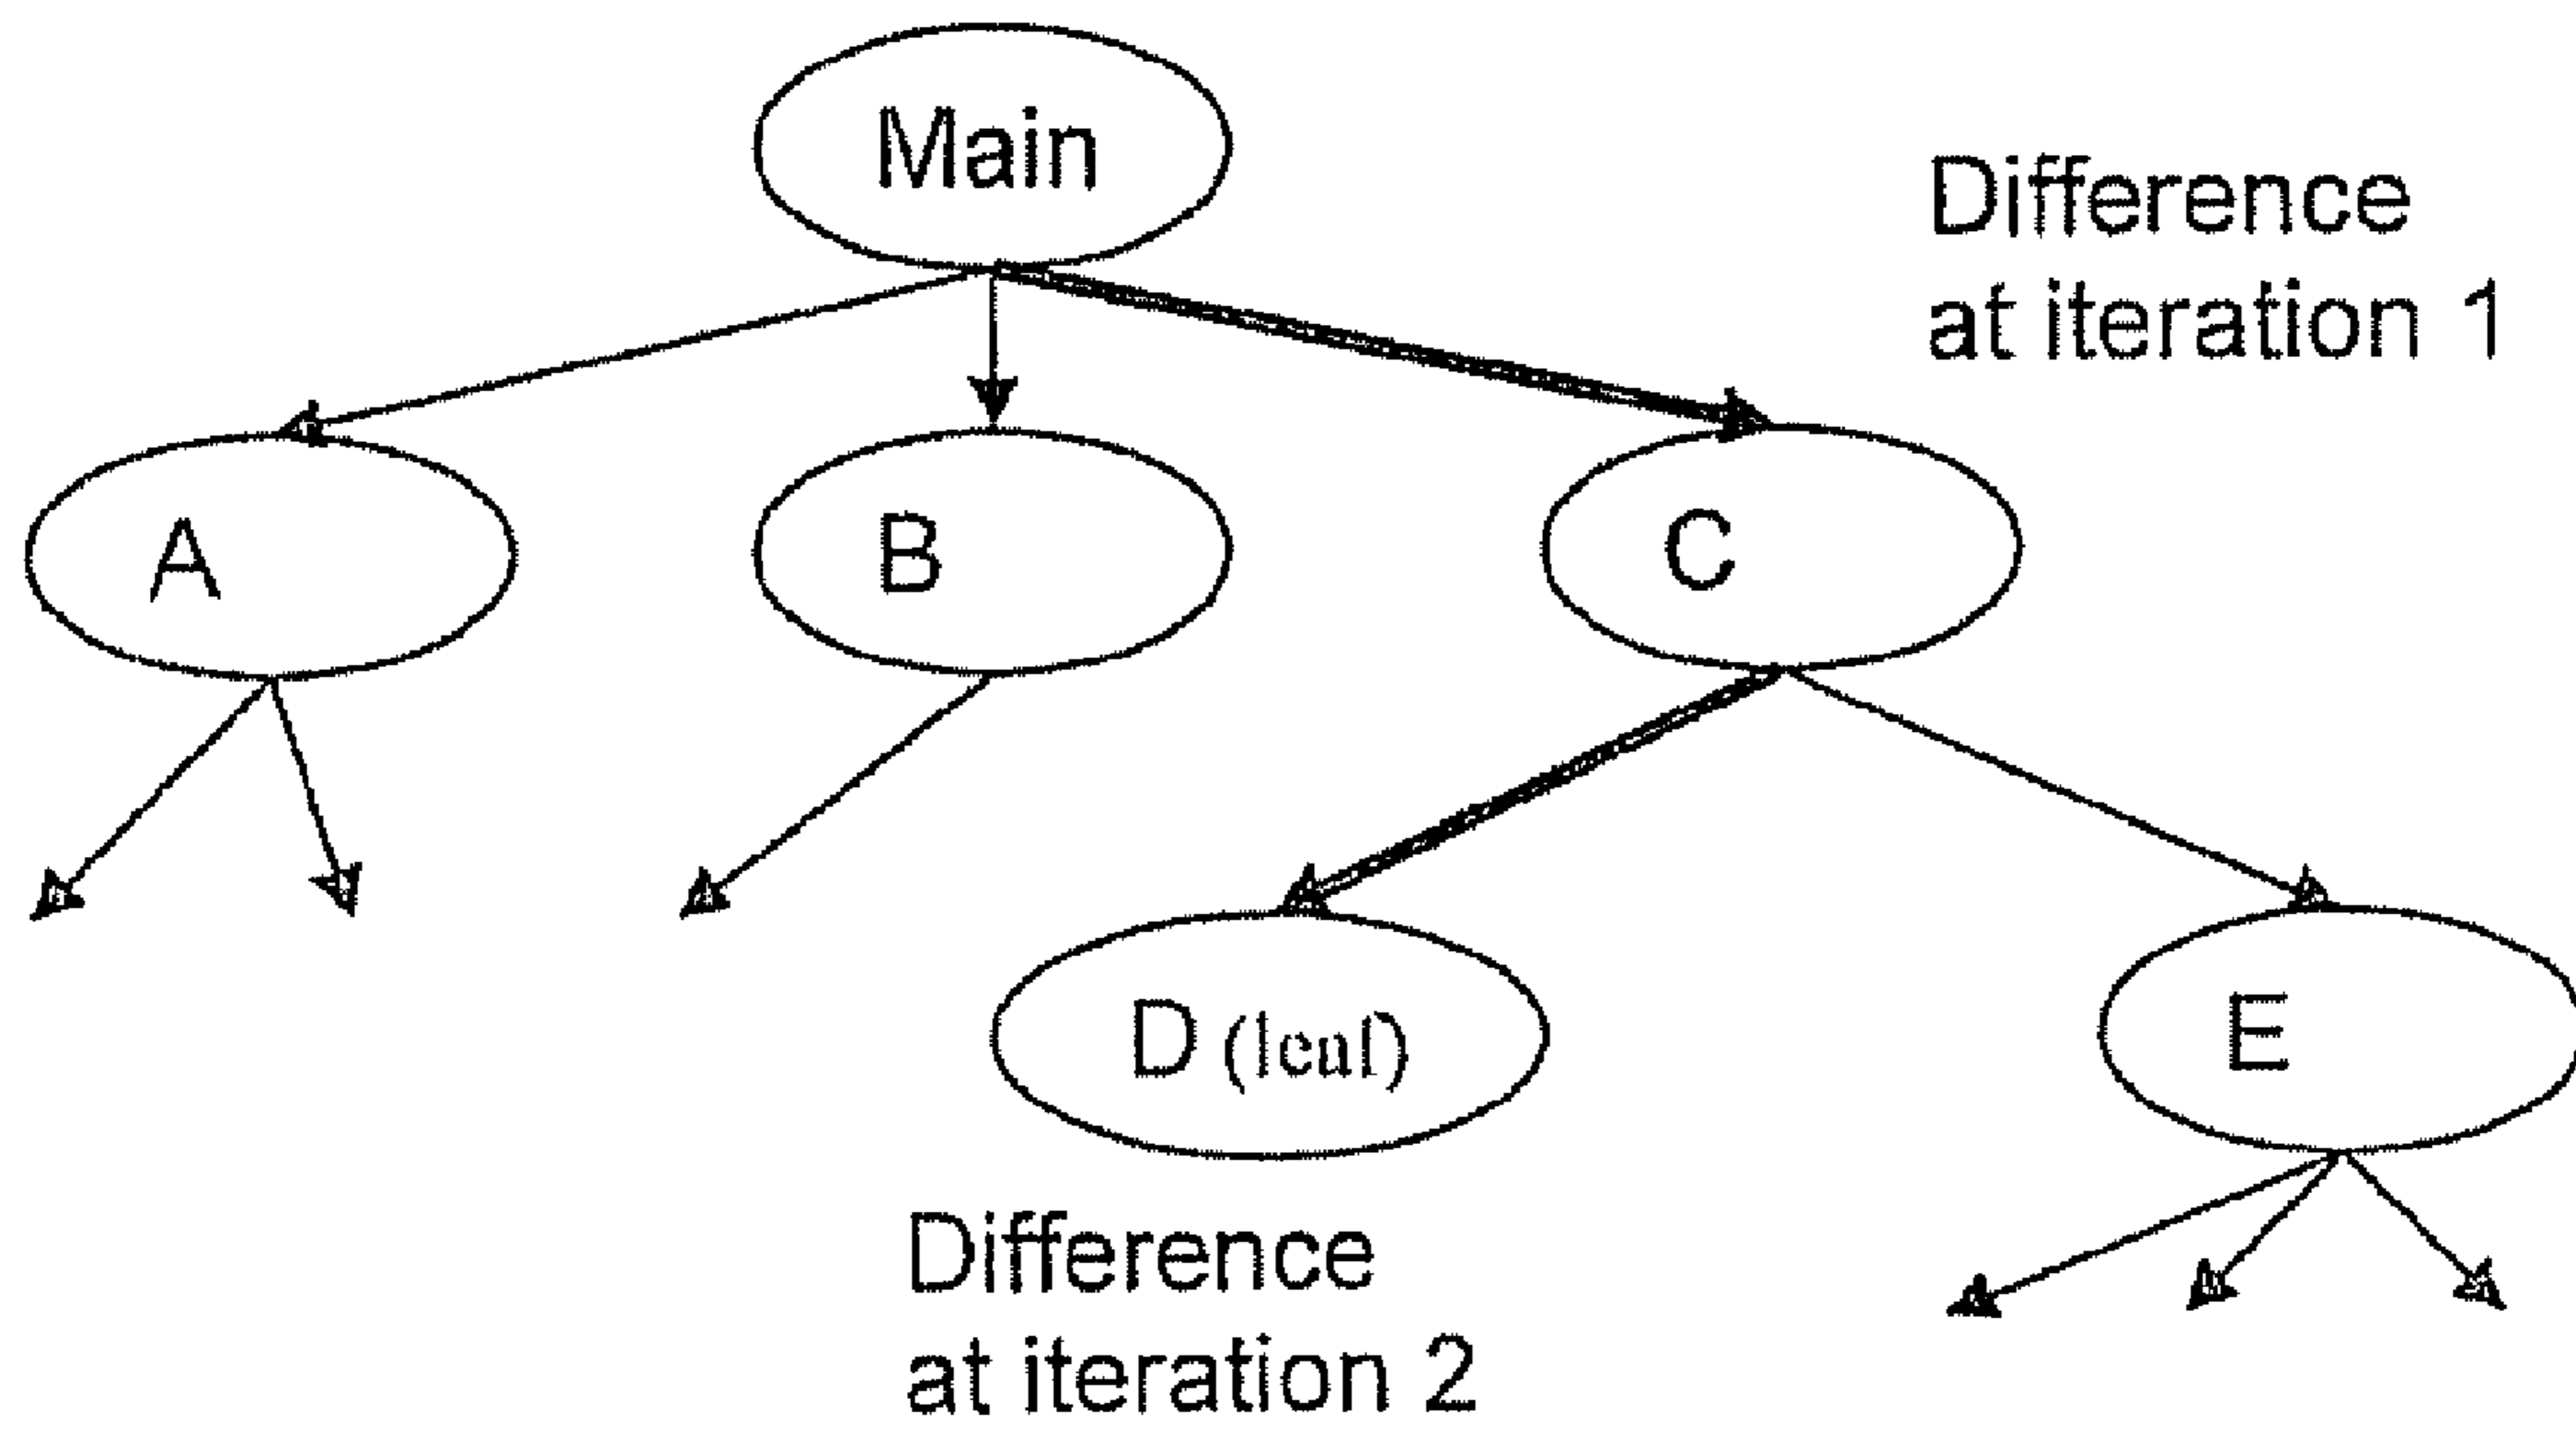 Main
Difference
at iteration 1
A
B
C
D (leaf)
E
Difference
at iteration 2